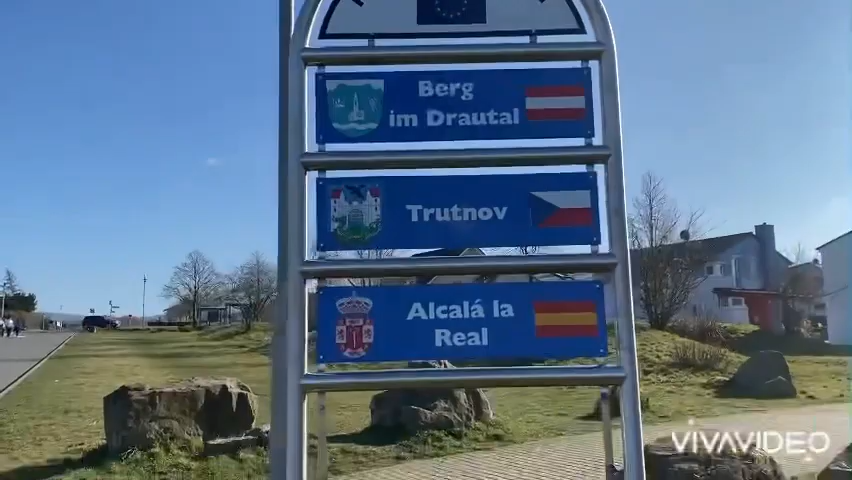 Berg
im Drautal
Trutnov
Alcalá la
Real
VIVAVIDEO